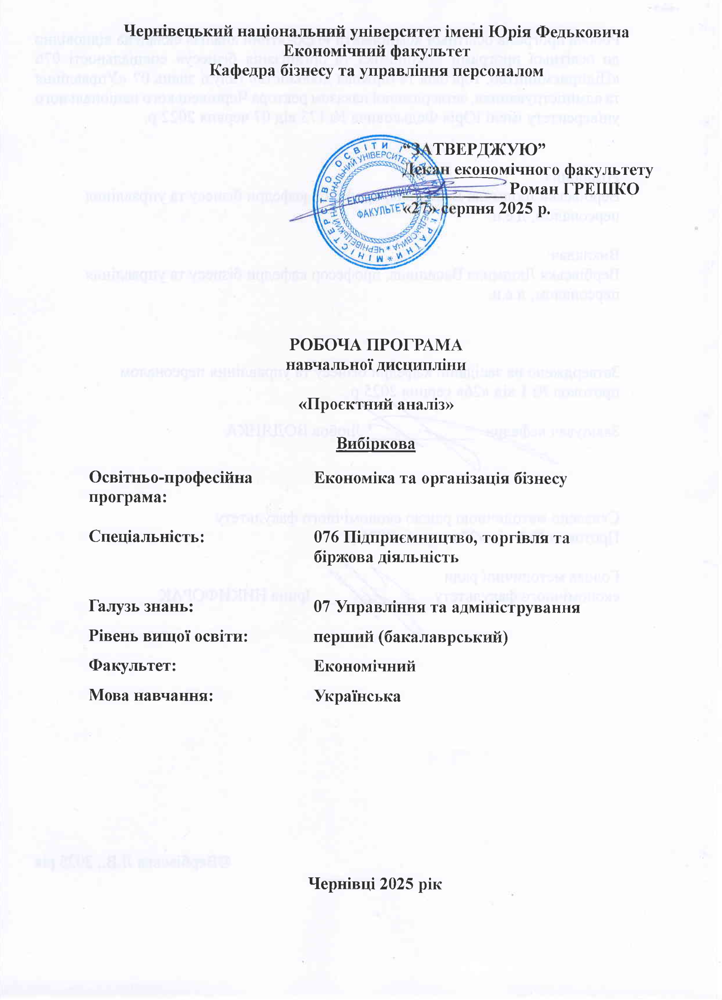 Чернівецький національний університет імені Юрія Федьковича
Економічний факультет
Кафедра бізнесу та управління персоналом
“ЗАТВЕРДЖУЮ”
Декан економічного факультету
Роман ГРЕШКО
«27» серпня 2025 р.
МІНІСТЕРСТВО ОСВІТИ І НАУКИ УКРАЇНИ
ЧЕРНІВЕЦЬКИЙ НАЦІОНАЛЬНИЙ УНІВЕРСИТЕТ ФЕДЬКОВИЧА
ЕКОНОМІЧНИЙ
ФАКУЛЬТЕТ
РОБОЧА ПРОГРАМА
навчальної дисципліни
«Проєктний аналіз»
Вибіркова
Освітньо-професійна Економіка та організація бізнесу
програма:
Спеціальність: 076 Підприємництво, торгівля та
біржова діяльність
Галузь знань: 07 Управління та адміністрування
Рівень вищої освіти: перший (бакалаврський)
Факультет: Економічний
Мова навчання: Українська
Чернівці 2025 рік